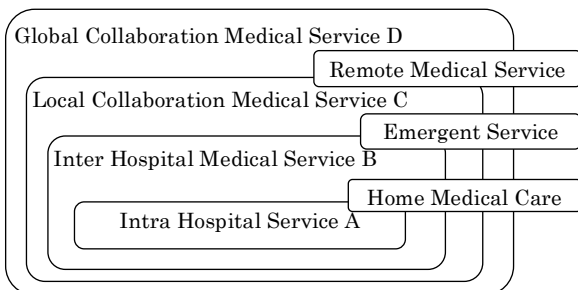 Global Collaboration Medical Service D
Remote Medical Service
Local Collaboration Medical Service C
Emergent Service
Inter Hospital Medical Service B
Home Medical Care
Intra Hospital Service A